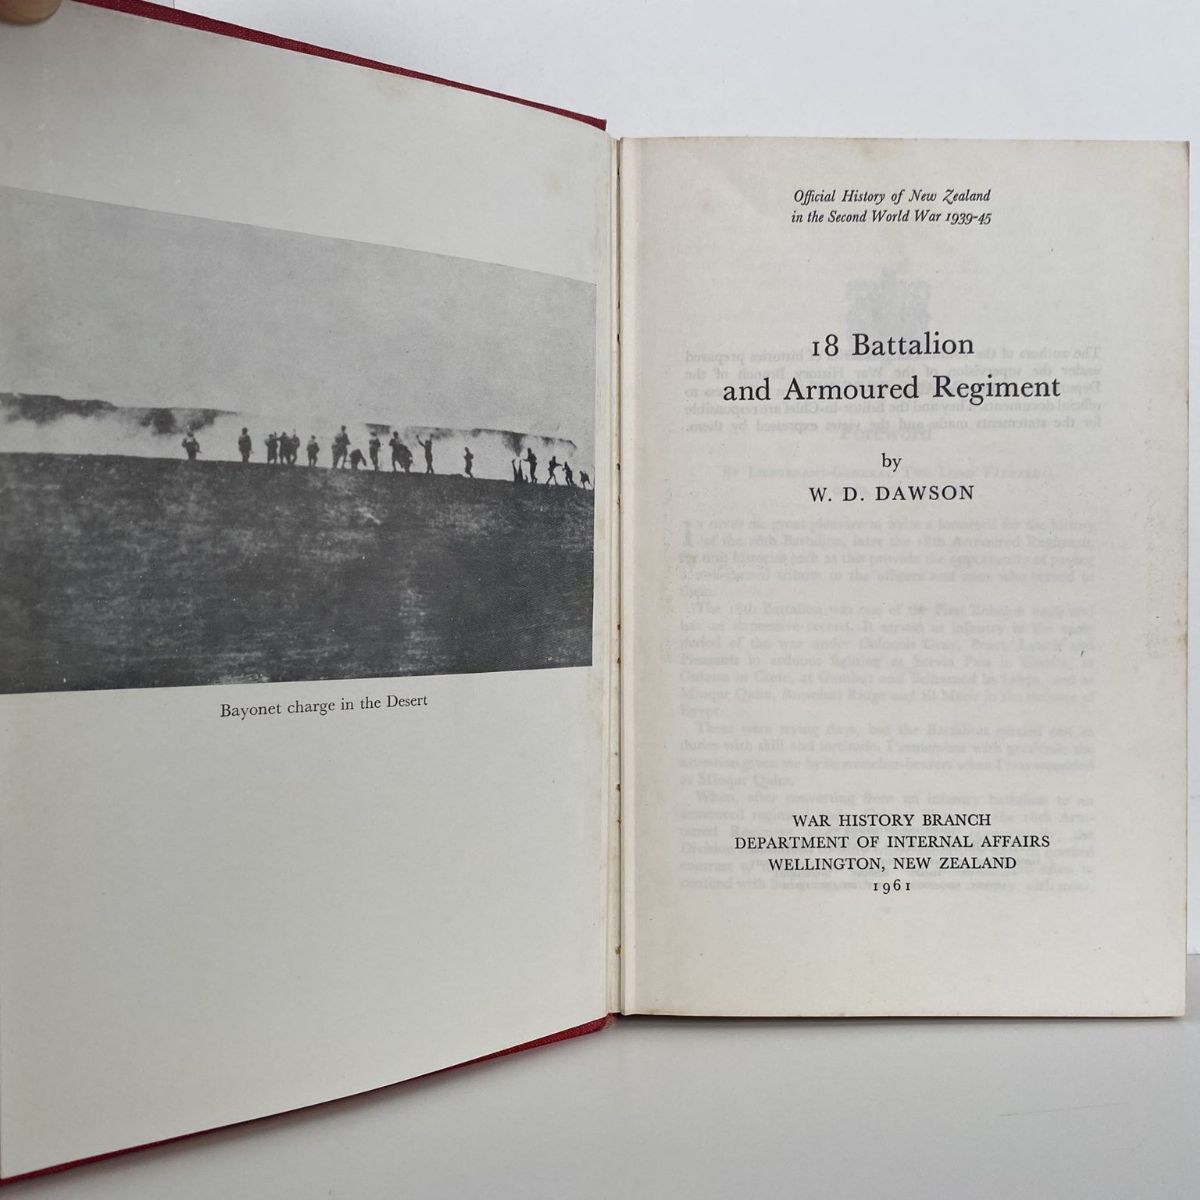 Bayonet charge in the Desert
Official History of New Zealand
in the Second World War 1939-45
18 Battalion
and Armoured Regiment
by
W. D. DAWSON
WAR HISTORY BRANCH
DEPARTMENT OF INTERNAL AFFAIRS
WELLINGTON, NEW ZEALAND
1961